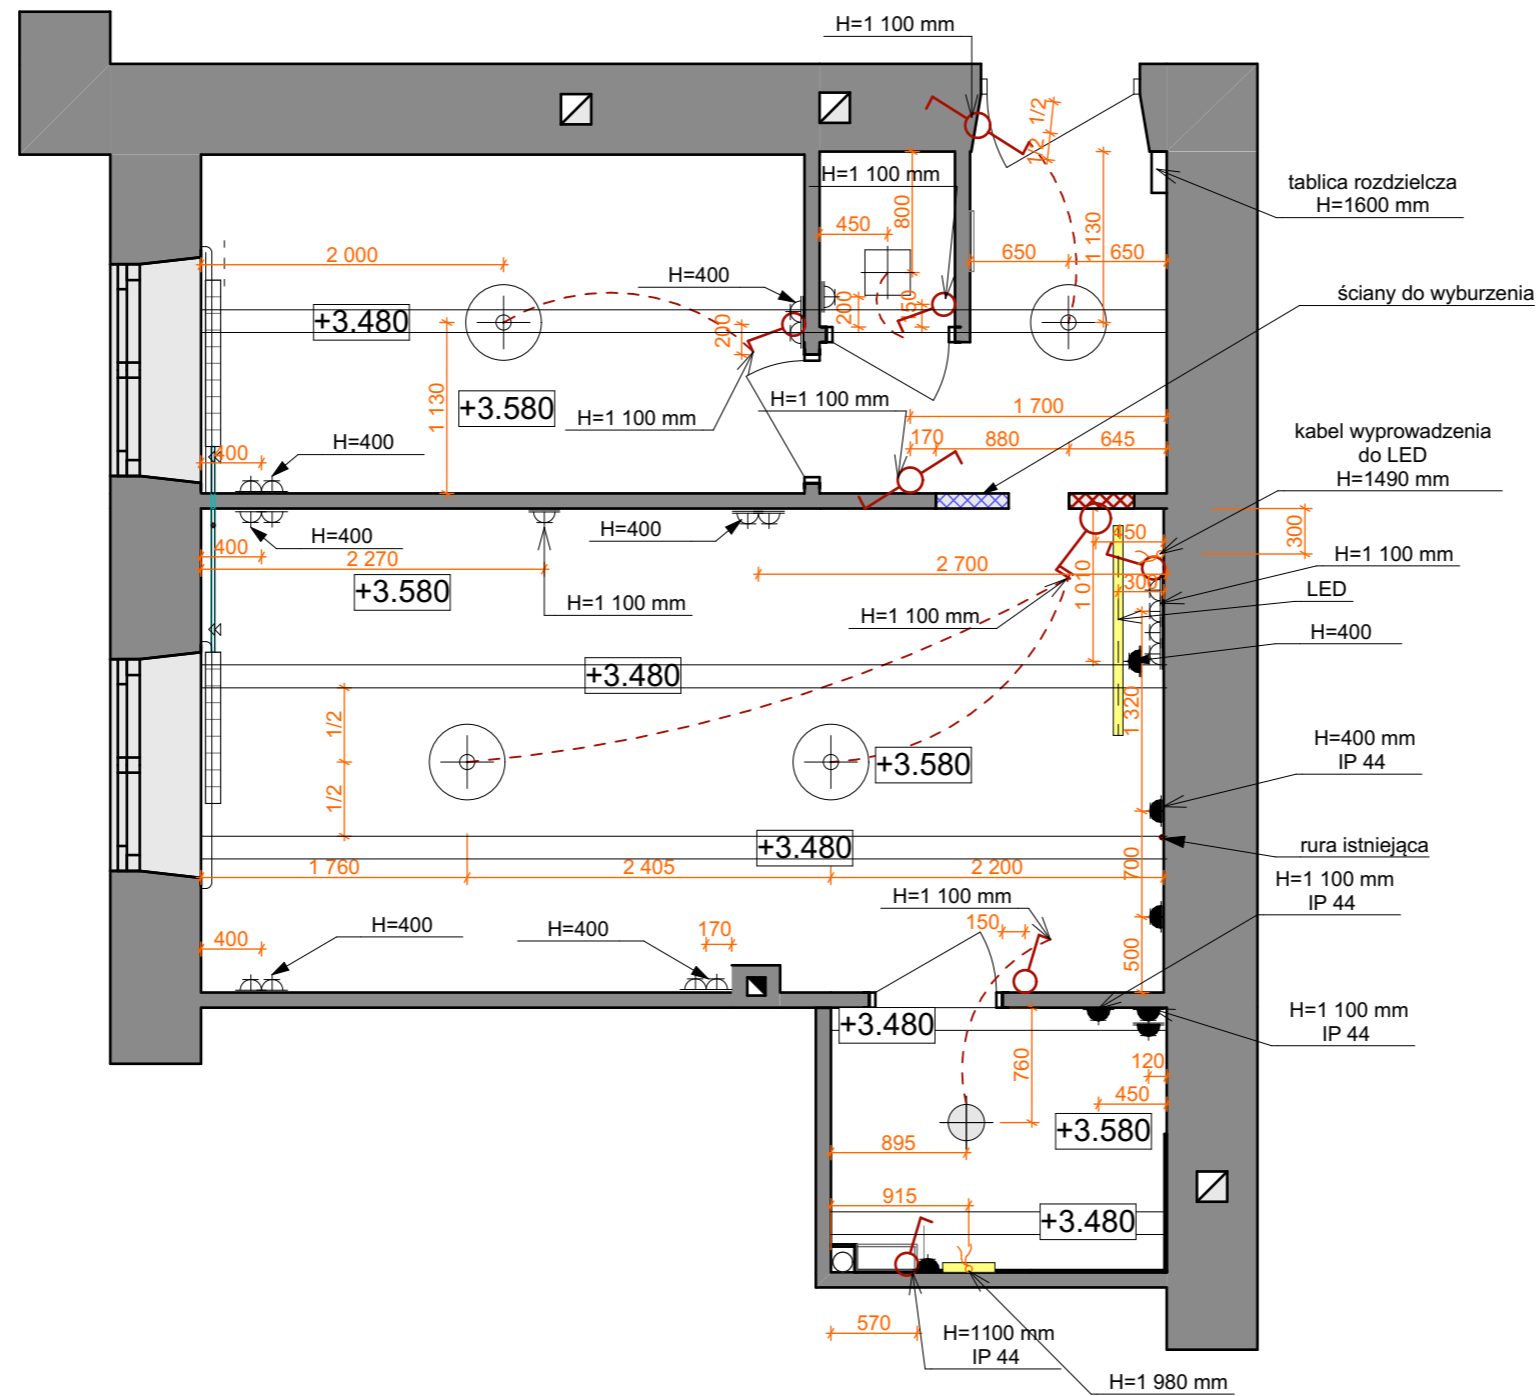 H=1 100 mm
1/2
1/2
H=1 100 mm
800
tablica rozdzielcza
H=1600 mm
450
1 130
650
650
2 000
H=400
ściany do wyburzenia
+3.480
200
200
150
1 130
+3.580
H=1 100 mm
H=1 100 mm
1 700
170
880
645
H=400
400
kabel wyprowadzenia
do LED
H=1490 mm
H=400
H=400
450
300
400
2 270
2 700
1 010
300
H=1 100 mm
+3.580
H=1 100 mm
H=1 100 mm
LED
H=400
+3.480
1/2
1 320
H=400 mm
IP 44
+3.580
1/2
+3.480
rura istniejąca
700
1 760
2 405
2 200
H=1 100 mm
IP 44
H=1 100 mm
H=400
H=400
170
150
400
500
+3.480
H=1 100 mm
IP 44
760
120
450
+3.580
895
915
+3.480
570
H=1100 mm
IP 44
H=1 980 mm